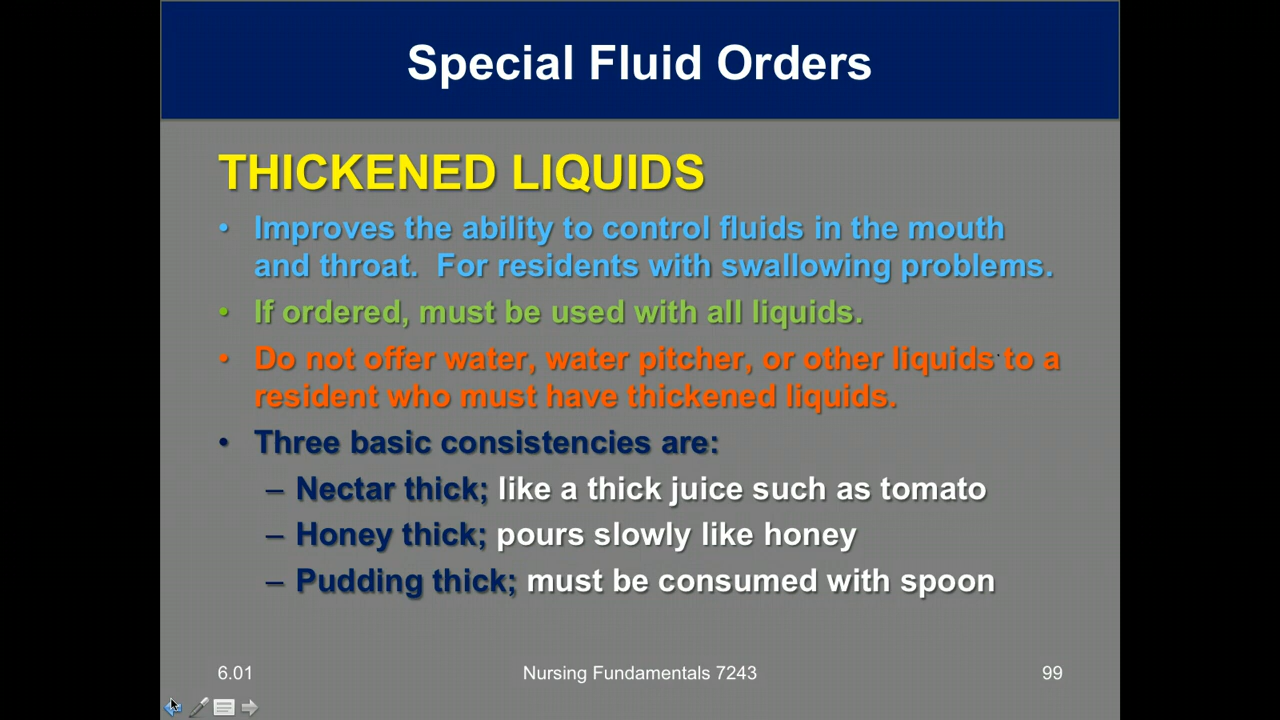 Special Fluid Orders
THICKENED LIQUIDS
• Improves the ability to control fluids in the mouth
and throat.  For residents with swallowing problems.
• If ordered, must be used with all liquids.
• Do not offer water, water pitcher, or other liquids to a
resident who must have thickened liquids.
• Three basic consistencies are:
– Nectar thick; like a thick juice such as tomato
– Honey thick; pours slowly like honey
– Pudding thick; must be consumed with spoon
6.01 Nursing Fundamentals 7243 99